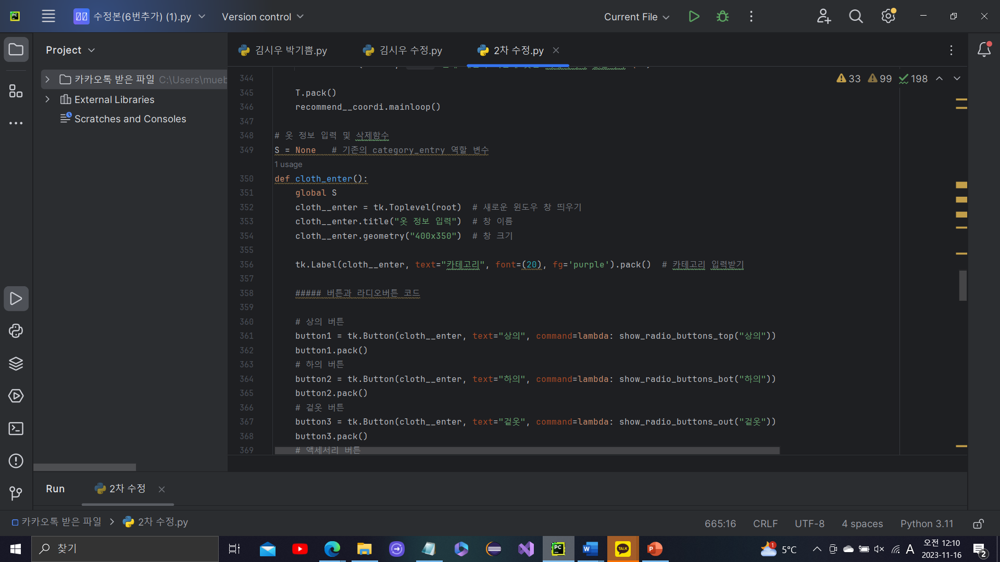 수정본(6번추가) (1).py
Version control
Current File
Project
김시우 박기쁨.py
김시우 수정.py
2차 수정.py
카카오톡 받은 파일 C:\Users\mueb
External Libraries
Scratches and Consoles
33 99 198
344
345 T.pack()
346 recommend__coordi.mainloop()
347
348 # 옷 정보 입력 및 삭제함수
349 S = None # 기존의 category_entry 역할 변수
1 usage
350 def cloth_enter():
351 global S
352 cloth__enter = tk.Toplevel(root) # 새로운 윈도우 창 띄우기
353 cloth__enter.title("옷 정보 입력") # 창 이름
354 cloth__enter.geometry("400x350") # 창 크기
355
356 tk.Label(cloth__enter, text="카테고리", font=(20), fg='purple').pack() # 카테고리 입력받기
357
358 ##### 버튼과 라디오버튼 코드
359
360 # 상의 버튼
361 button1 = tk.Button(cloth__enter, text="상의", command=lambda: show_radio_buttons_top("상의"))
362 button1.pack()
363 # 하의 버튼
364 button2 = tk.Button(cloth__enter, text="하의", command=lambda: show_radio_buttons_bot("하의"))
365 button2.pack()
366 # 겉옷 버튼
367 button3 = tk.Button(cloth__enter, text="겉옷", command=lambda: show_radio_buttons_out("겉옷"))
368 button3.pack()
369 # 액세서리 버튼
Run
2차 수정
카카오톡 받은 파일 > 2차 수정.py
665:16 CRLF UTF-8 4 spaces Python 3.11
찾기
5°C
A
오전 12:10
2023-11-16
2